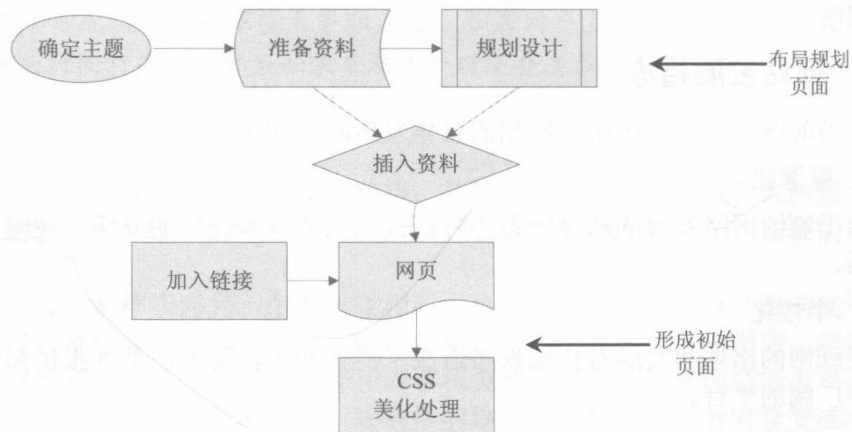 确定主题
准备资料
规划设计
布局规划
页面
插入资料
加入链接
网页
形成初始
页面
CSS
美化处理